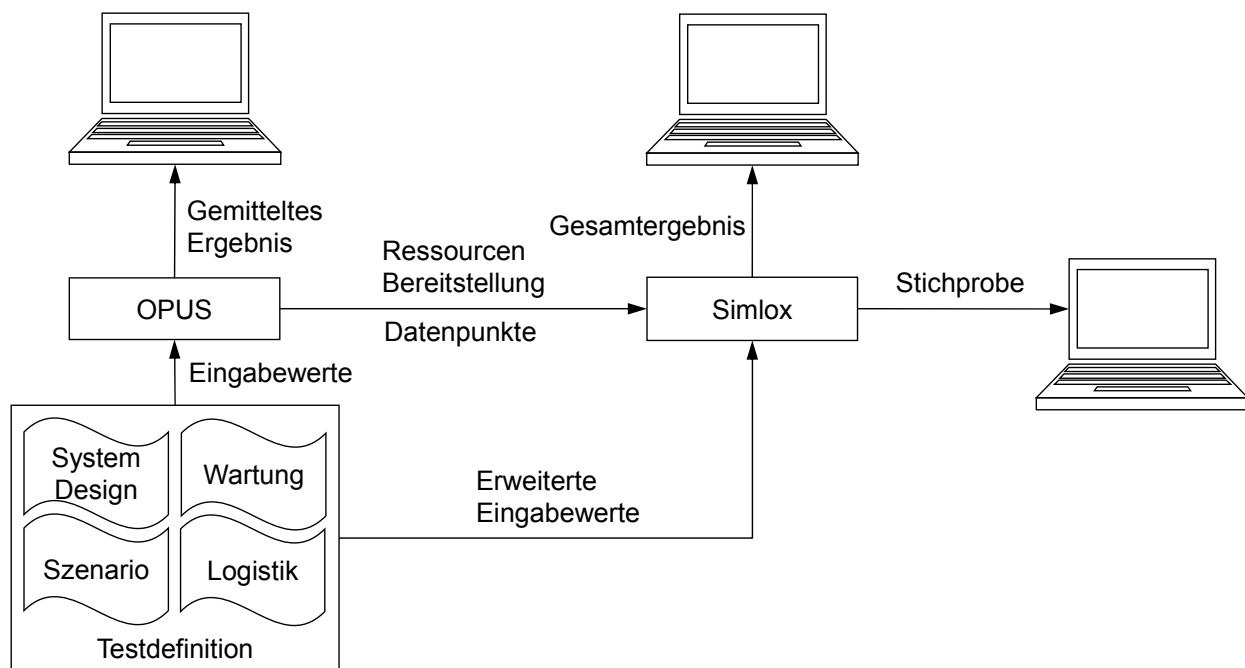 Gemitteltes
Ergebnis
Gesamtergebnis
Ressourcen
Bereitstellung
OPUS
Simlox
Stichprobe
Datenpunkte
Eingabewerte
System
Design
Wartung
Erweiterte
Eingabewerte
Szenario
Logistik
Testdefinition